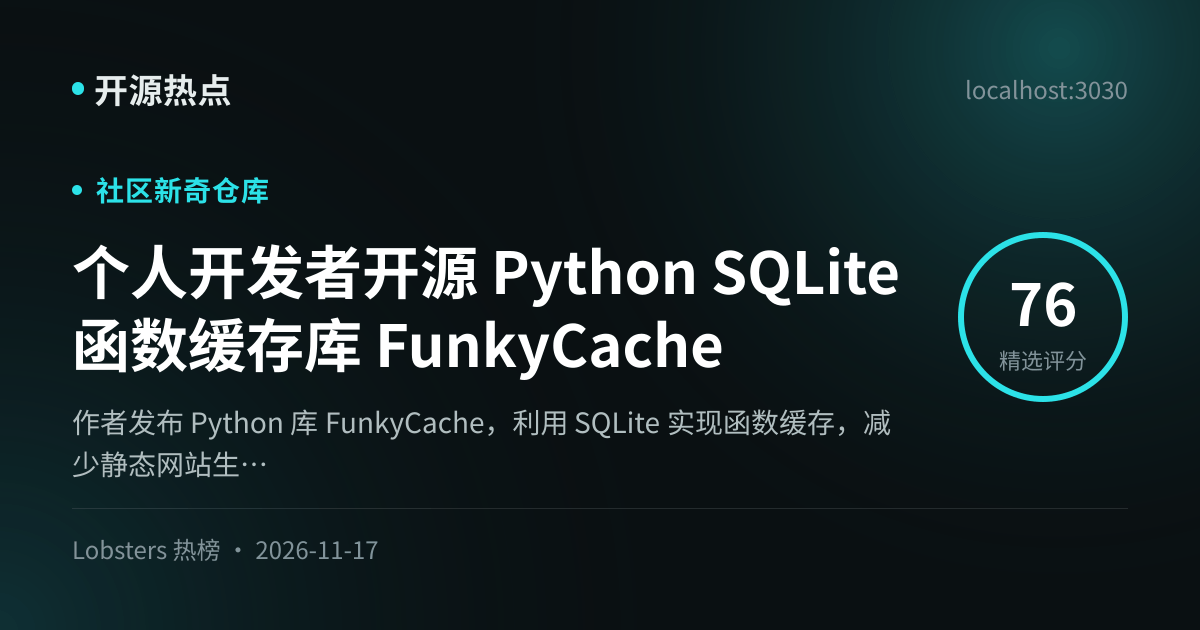 开源热点
localhost:3030
社区新奇仓库
个人开发者开源 Python SQLite
函数缓存库 FunkyCache
76
精选评分
作者发布 Python 库 FunkyCache，利用 SQLite 实现函数缓存，减
少静态网站生…
Lobsters 热榜 · 2026-11-17